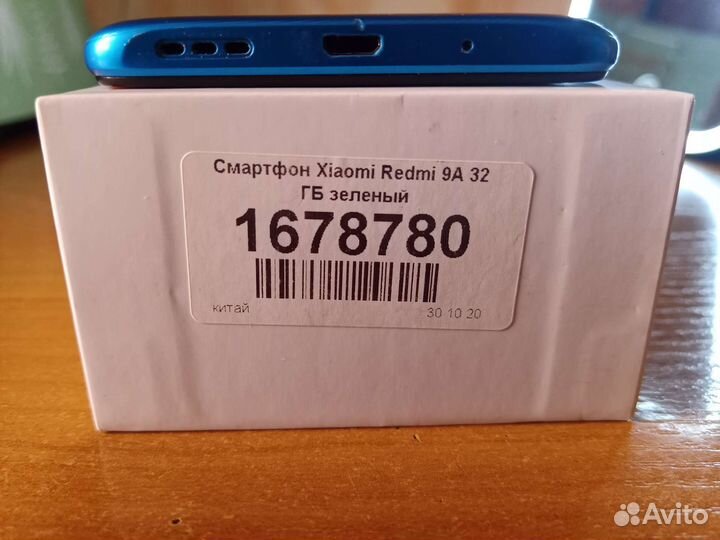 Смартфон Xiaomi Redmi 9A 32
ГБ зеленый
1678780
китай 30 10 20
Avito